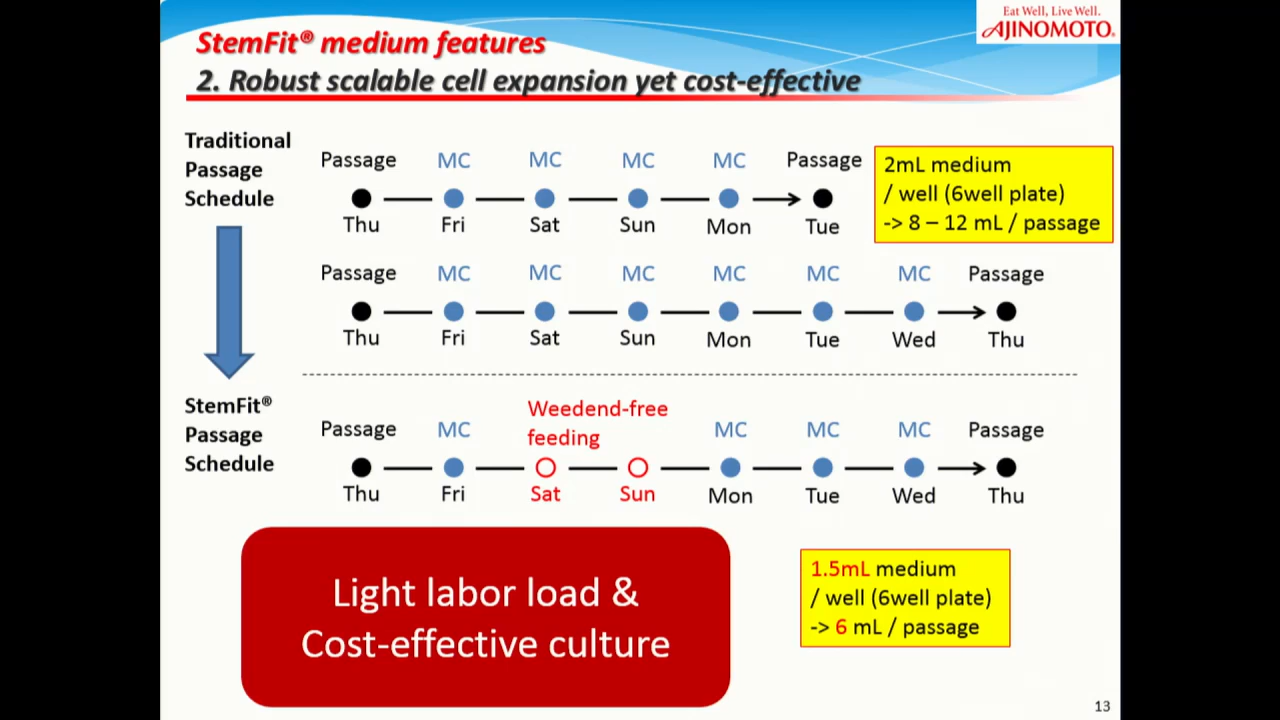 Eat Well, Live Well.
AJINOMOTO®
StemFit® medium features
2. Robust scalable cell expansion yet cost-effective
Traditional
Passage
Schedule
Passage MC MC MC MC Passage
Thu Fri Sat Sun Mon Tue
2mL medium
/ well (6well plate)
-> 8 – 12 mL / passage
Passage MC MC MC MC MC MC Passage
Thu Fri Sat Sun Mon Tue Wed Thu
StemFit®
Passage
Schedule
Weedend-free
feeding
Passage MC MC MC MC Passage
Thu Fri Sat Sun Mon Tue Wed Thu
Light labor load &
Cost-effective culture
1.5mL medium
/ well (6well plate)
-> 6 mL / passage
13